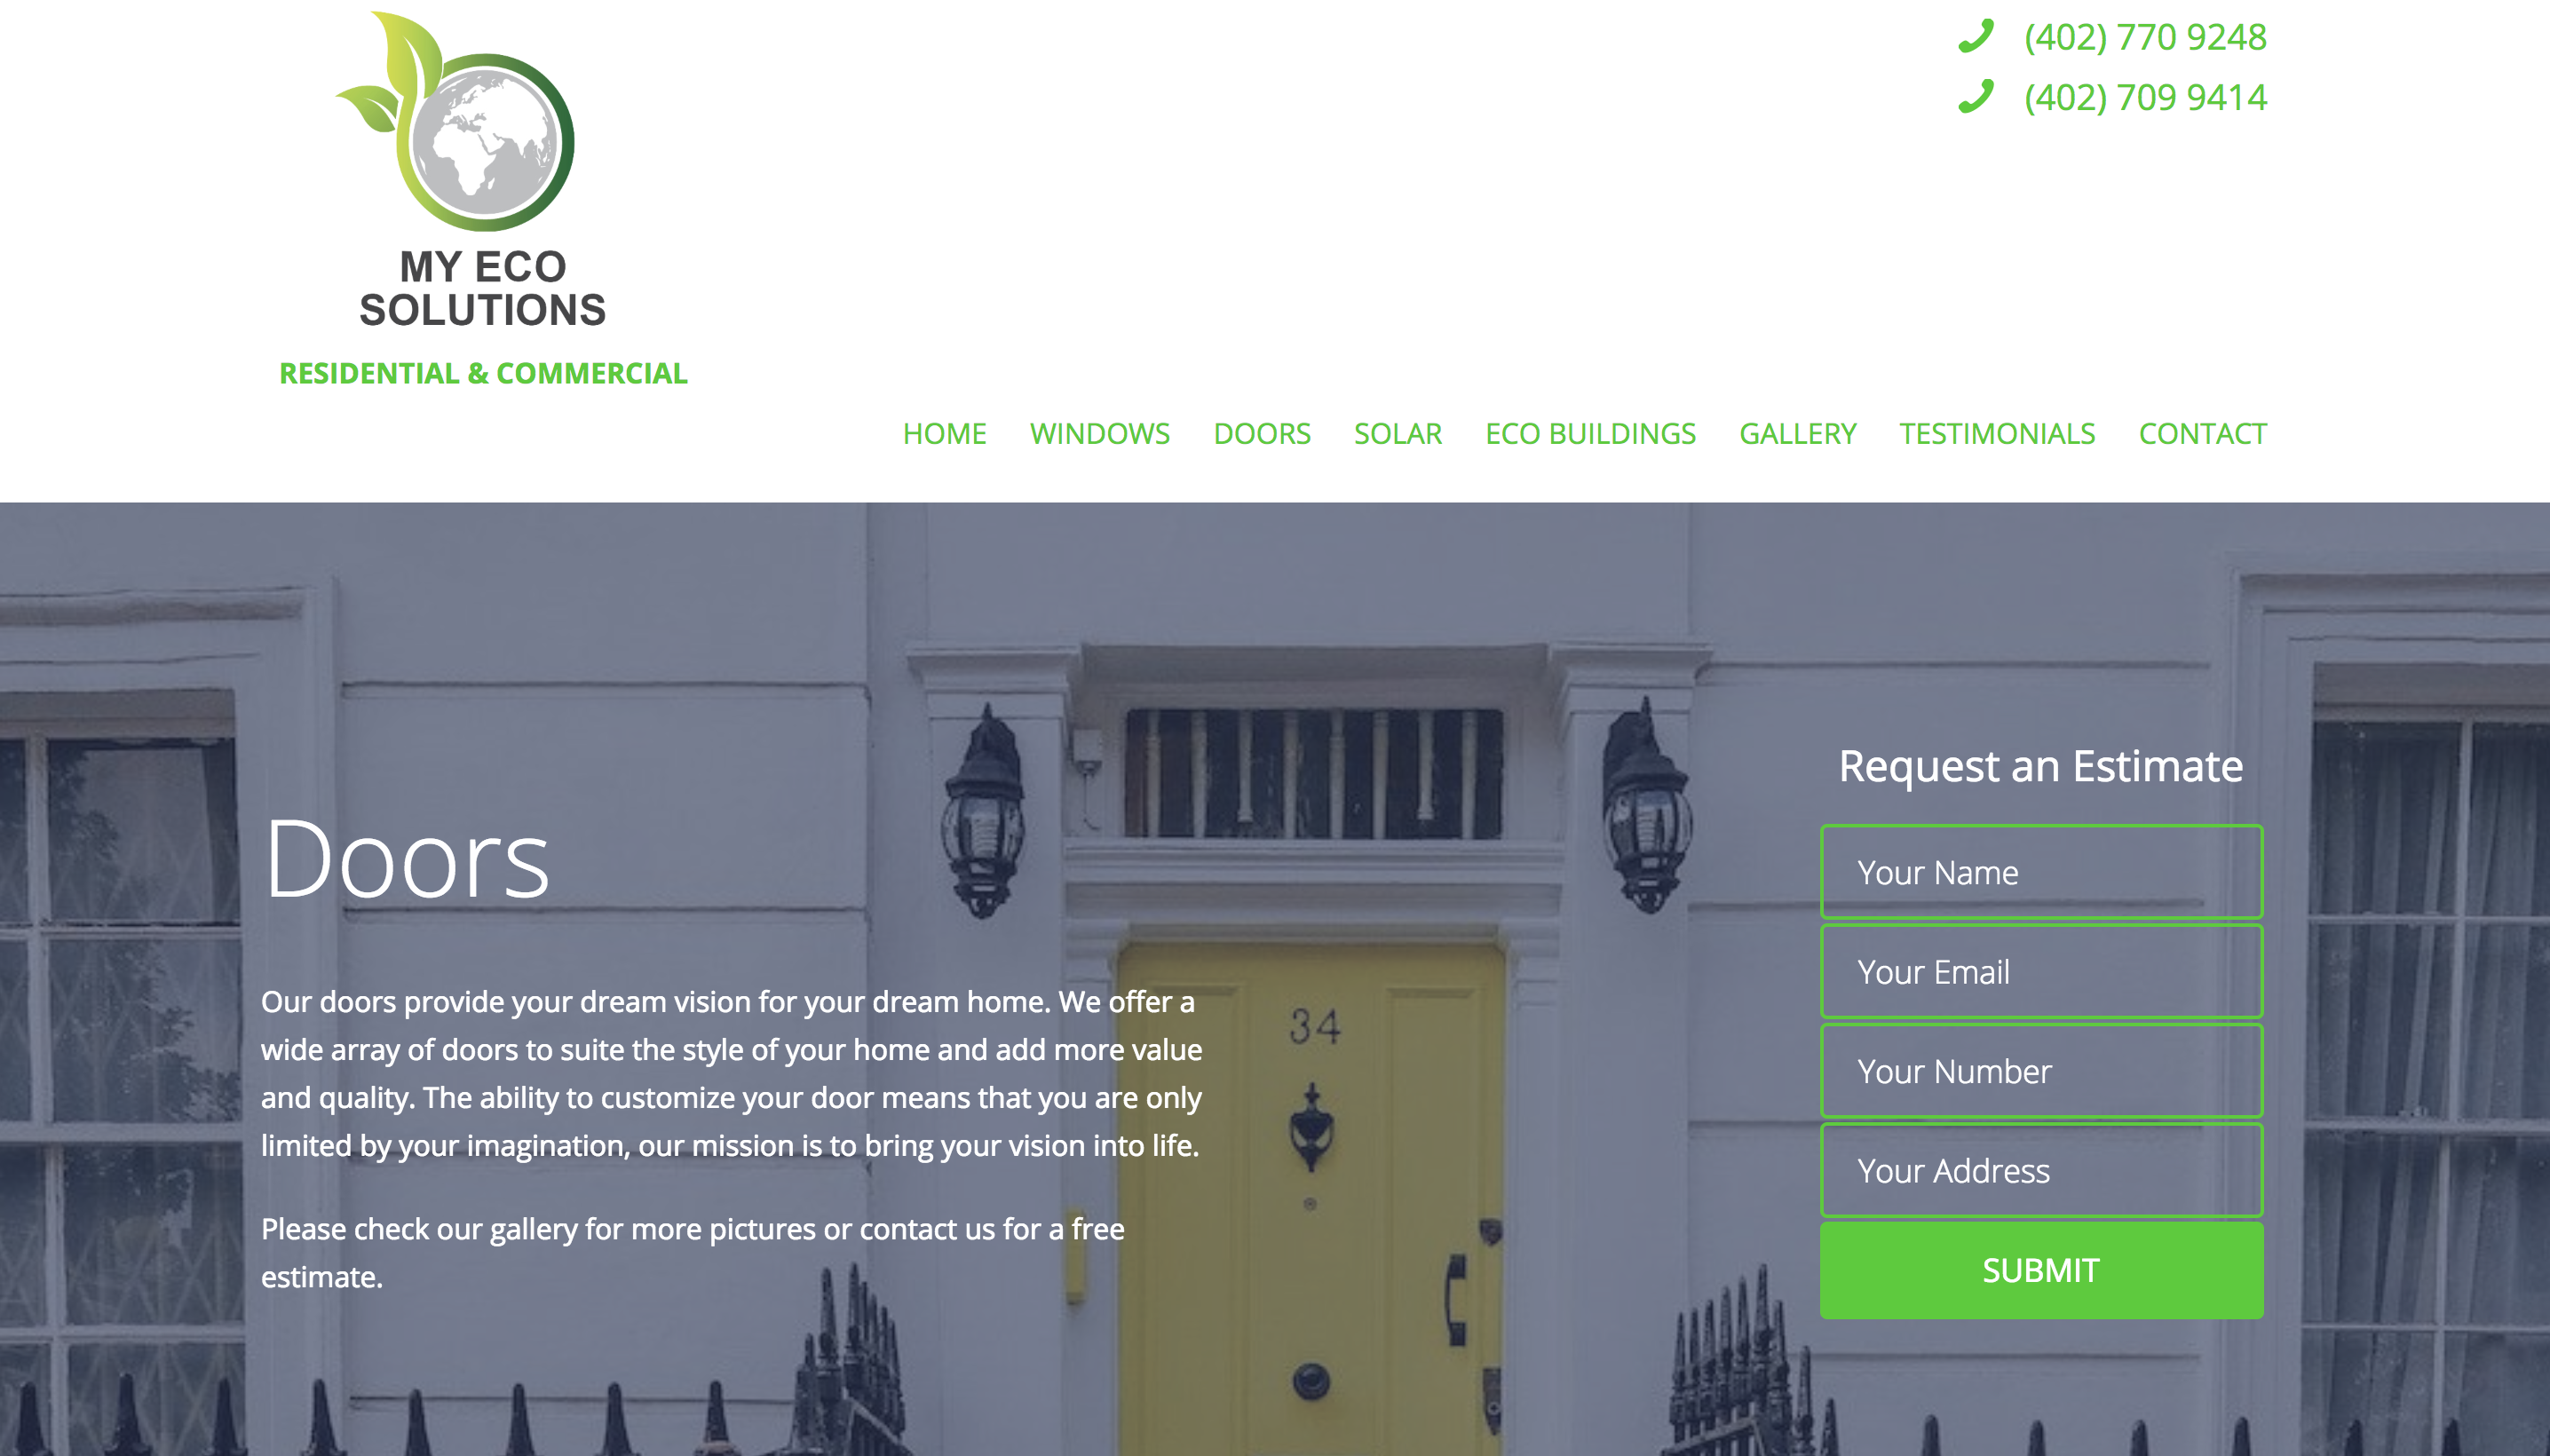 MY ECO
SOLUTIONS
RESIDENTIAL & COMMERCIAL
(402) 770 9248
(402) 709 9414
HOME WINDOWS DOORS SOLAR ECO BUILDINGS GALLERY TESTIMONIALS CONTACT
Doors
Our doors provide your dream vision for your dream home. We offer a
wide array of doors to suite the style of your home and add more value
and quality. The ability to customize your door means that you are only
limited by your imagination, our mission is to bring your vision into life.
Please check our gallery for more pictures or contact us for a free
estimate.
34
Request an Estimate
Your Name
Your Email
Your Number
Your Address
SUBMIT